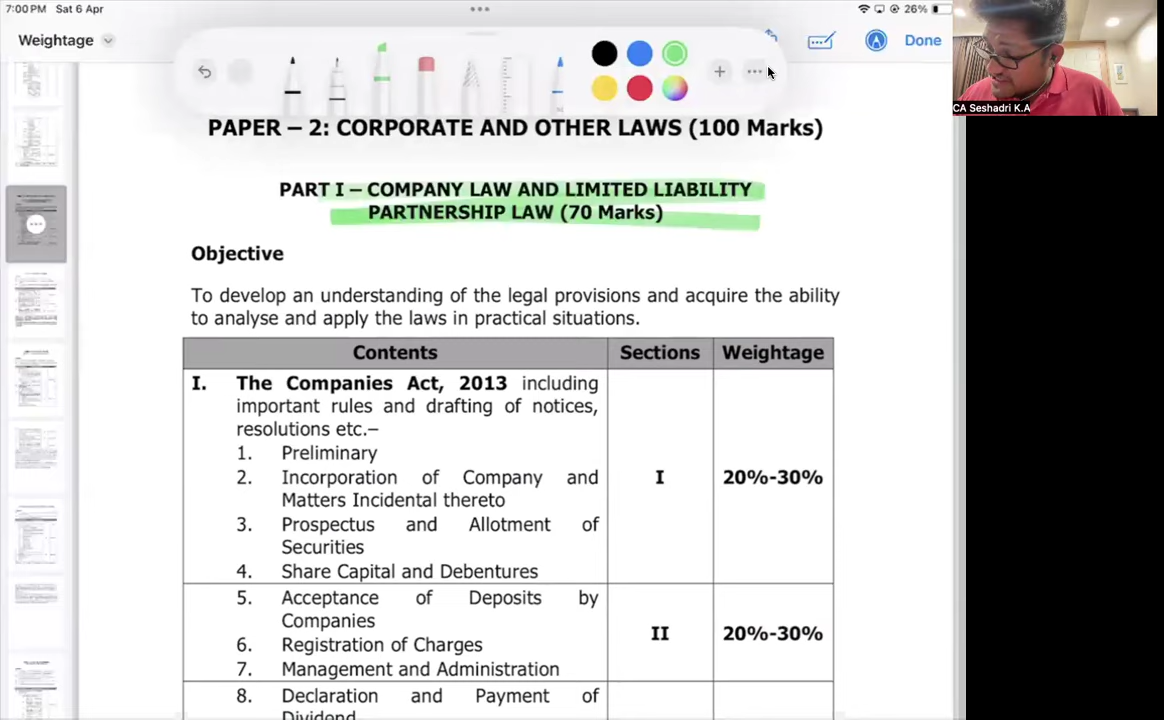 7:00 PM Sat 6 Apr
26%
Weightage
Done
CA Seshadri K.A
PAPER – 2: CORPORATE AND OTHER LAWS (100 Marks)
PART I – COMPANY LAW AND LIMITED LIABILITY
PARTNERSHIP LAW (70 Marks)
Objective
To develop an understanding of the legal provisions and acquire the ability
to analyse and apply the laws in practical situations.
Contents Sections Weightage
I. The Companies Act, 2013 including
important rules and drafting of notices,
resolutions etc.–
1. Preliminary
2. Incorporation of Company and
Matters Incidental thereto
3. Prospectus and Allotment of
Securities
4. Share Capital and Debentures
I 20%-30%
5. Acceptance of Deposits by
Companies
6. Registration of Charges
7. Management and Administration
II 20%-30%
8. Declaration and Payment of
Dividend